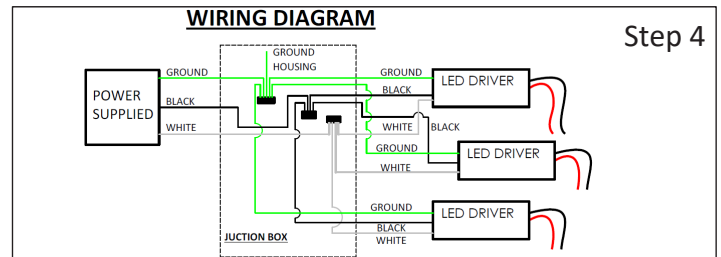 WIRING DIAGRAM
Step 4
GROUND
HOUSING
GROUND
GROUND
LED DRIVER
BLACK
POWER
SUPPLIED
BLACK
WHITE
WHITE
BLACK
GROUND
LED DRIVER
WHITE
GROUND
LED DRIVER
BLACK
WHITE
JUCTION BOX